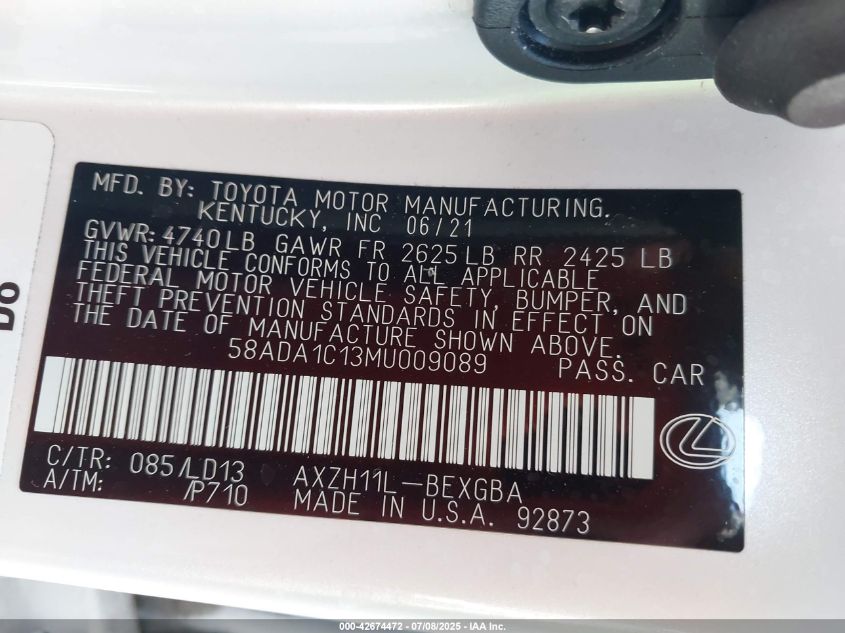 MFD. BY: TOYOTA MOTOR MANUFACTURING.
KENTUCKY, INC 06/21
GVWR: 4740LB GAWR FR 2625LB RR 2425 LB
THIS VEHICLE CONFORMS TO ALL APPLICABLE
FEDERAL MOTOR VEHICLE SAFETY, BUMPER, AND
THEFT PREVENTION STANDARDS IN EFFECT ON
THE DATE OF MANUFACTURE SHOWN ABOVE.
58ADA1C13MU009089 PASS. CAR
C/TR: 085/LD13 AXZH11L-BEXGBA
A/TM: /P710 MADE IN U.S.A. 92873
D6
000-42674472 - 07/08/2025 - IAA Inc.